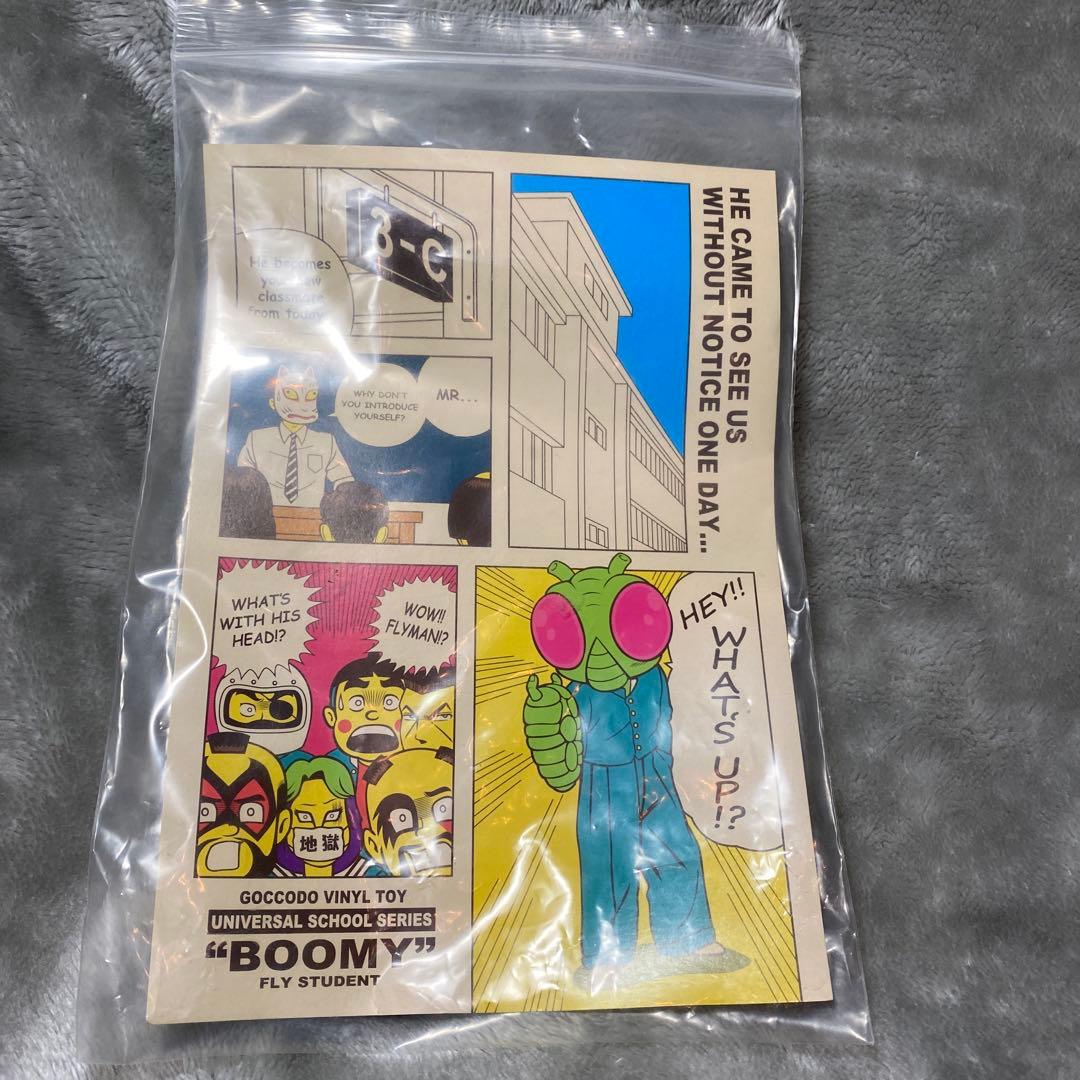 HE CAME TO SEE US
WITHOUT NOTICE ONE DAY...
3-C
He becomes
your new
classmate
from today.
MR...
WHY DON'T
YOU INTRODUCE
YOURSELF?
HEY!!
WHAT'S UP!?
WOW!!
FLYMAN!?
WHAT'S
WITH HIS
HEAD!?
地獄
GOCCODO VINYL TOY
UNIVERSAL SCHOOL SERIES
"BOOMY"
FLY STUDENT